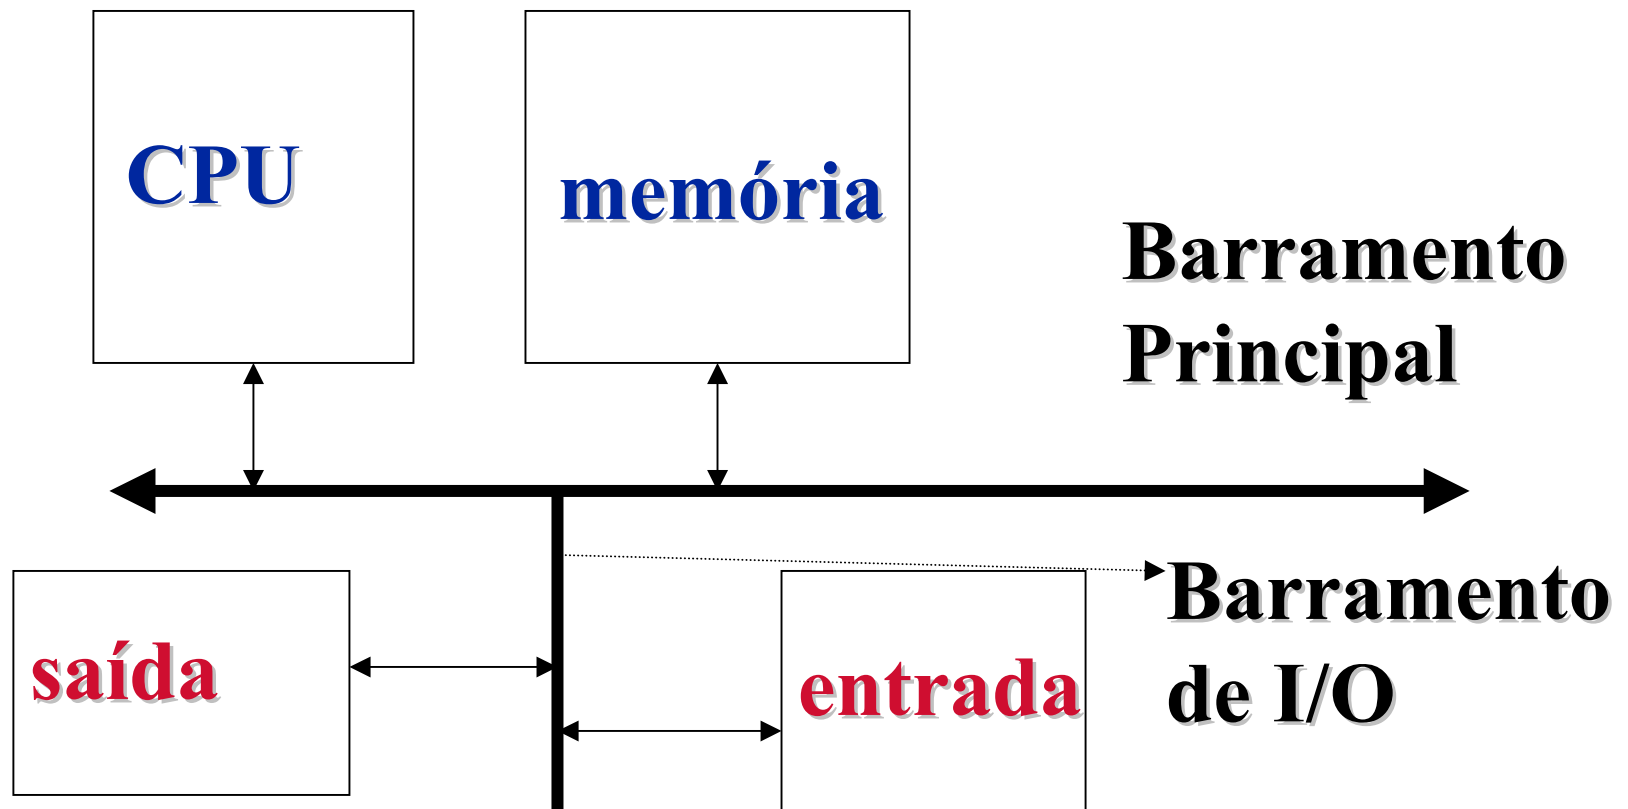 CPU
memória
Barramento
Principal
saída
entrada
Barramento
de I/O